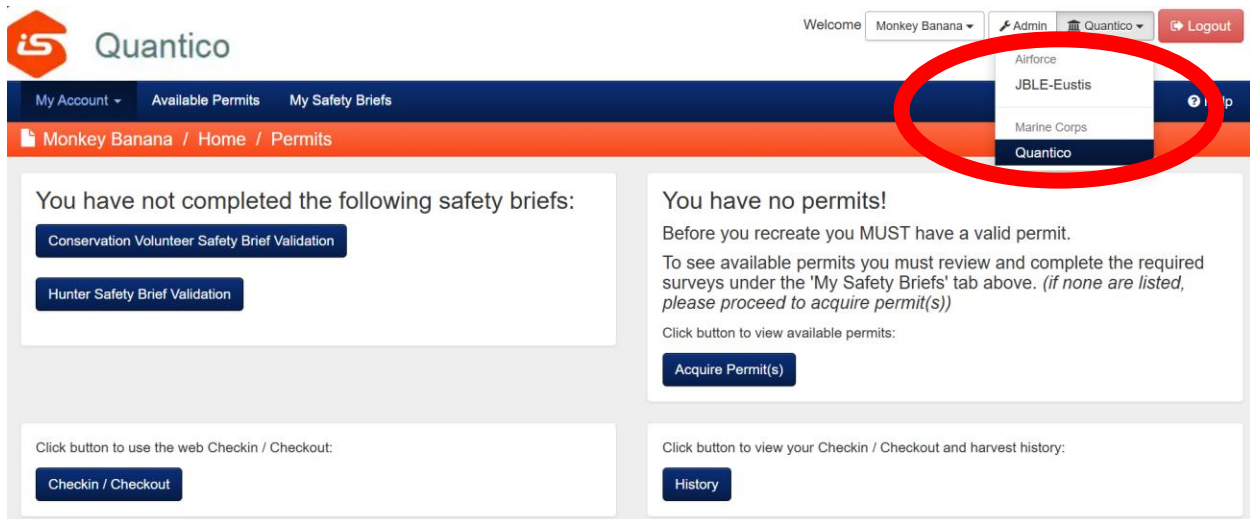 iS
Quantico
Welcome Monkey Banana Admin Quantico Logout
Airforce
JBLE-Eustis
Marine Corps
Quantico
My Account Available Permits My Safety Briefs
Monkey Banana / Home / Permits
You have not completed the following safety briefs:
Conservation Volunteer Safety Brief Validation
Hunter Safety Brief Validation
You have no permits!
Before you recreate you MUST have a valid permit.
To see available permits you must review and complete the required
surveys under the 'My Safety Briefs' tab above. (if none are listed,
please proceed to acquire permit(s))
Click button to view available permits:
Acquire Permit(s)
Click button to use the web Checkin / Checkout:
Checkin / Checkout
Click button to view your Checkin / Checkout and harvest history:
History